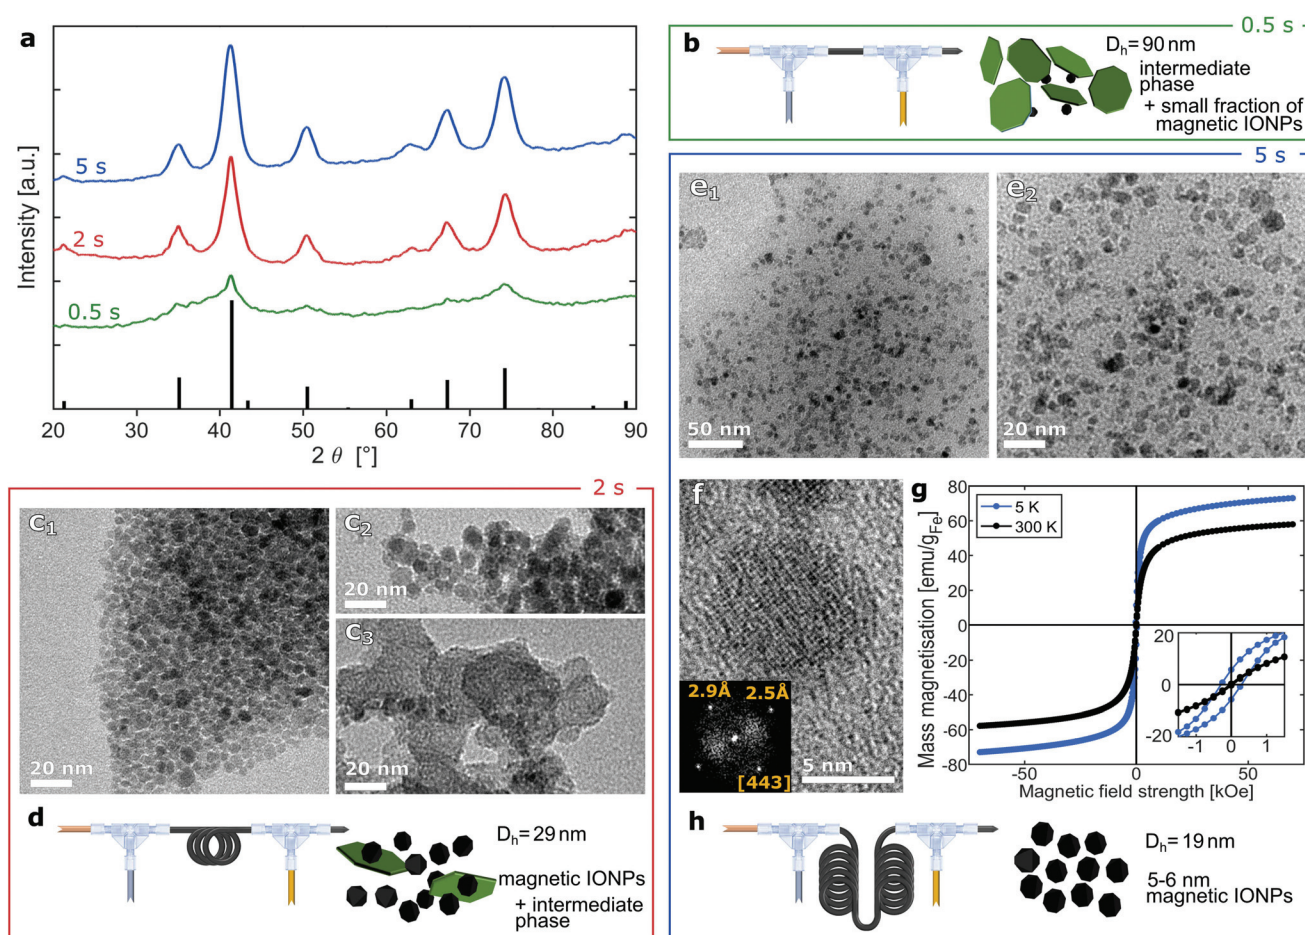 a
Intensity [a.u.]
5 s
2 s
0.5 s
20 30 40 50 60 70 80 90
2 θ [°]
0.5 s
b
D_h = 90 nm
intermediate
phase
+ small fraction of
magnetic IONPs
5 s
e1
50 nm
e2
20 nm
2 s
c1
20 nm
c2
20 nm
c3
20 nm
d
D_h = 29 nm
magnetic IONPs
+ intermediate
phase
f
2.9Å 2.5Å
[443]
5 nm
g
Mass magnetisation [emu/g_Fe]
80
60
40
20
0
-20
-40
-60
-80
5 K
300 K
20
0
-20
-1 0 1
-50 0 50
Magnetic field strength [kOe]
h
D_h = 19 nm
5-6 nm
magnetic IONPs